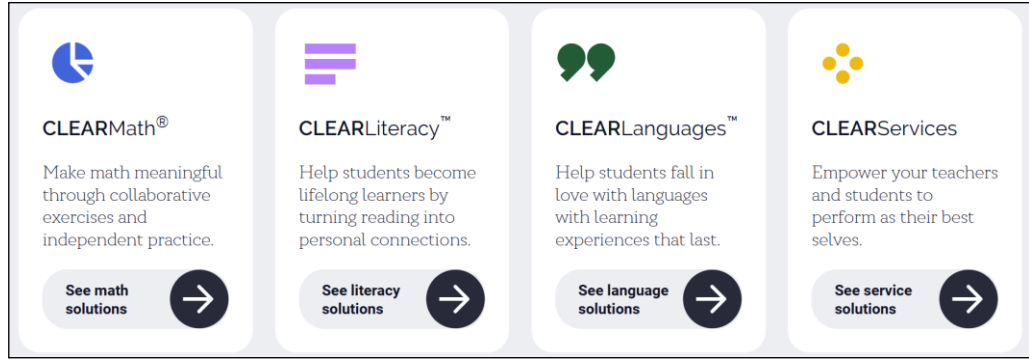 CLEARMath®
Make math meaningful
through collaborative
exercises and
independent practice.
See math
solutions
CLEARLiteracy™
Help students become
lifelong learners by
turning reading into
personal connections.
See literacy
solutions
CLEARLanguages™
Help students fall in
love with languages
with learning
experiences that last.
See language
solutions
CLEARServices
Empower your teachers
and students to
perform as their best
selves.
See service
solutions